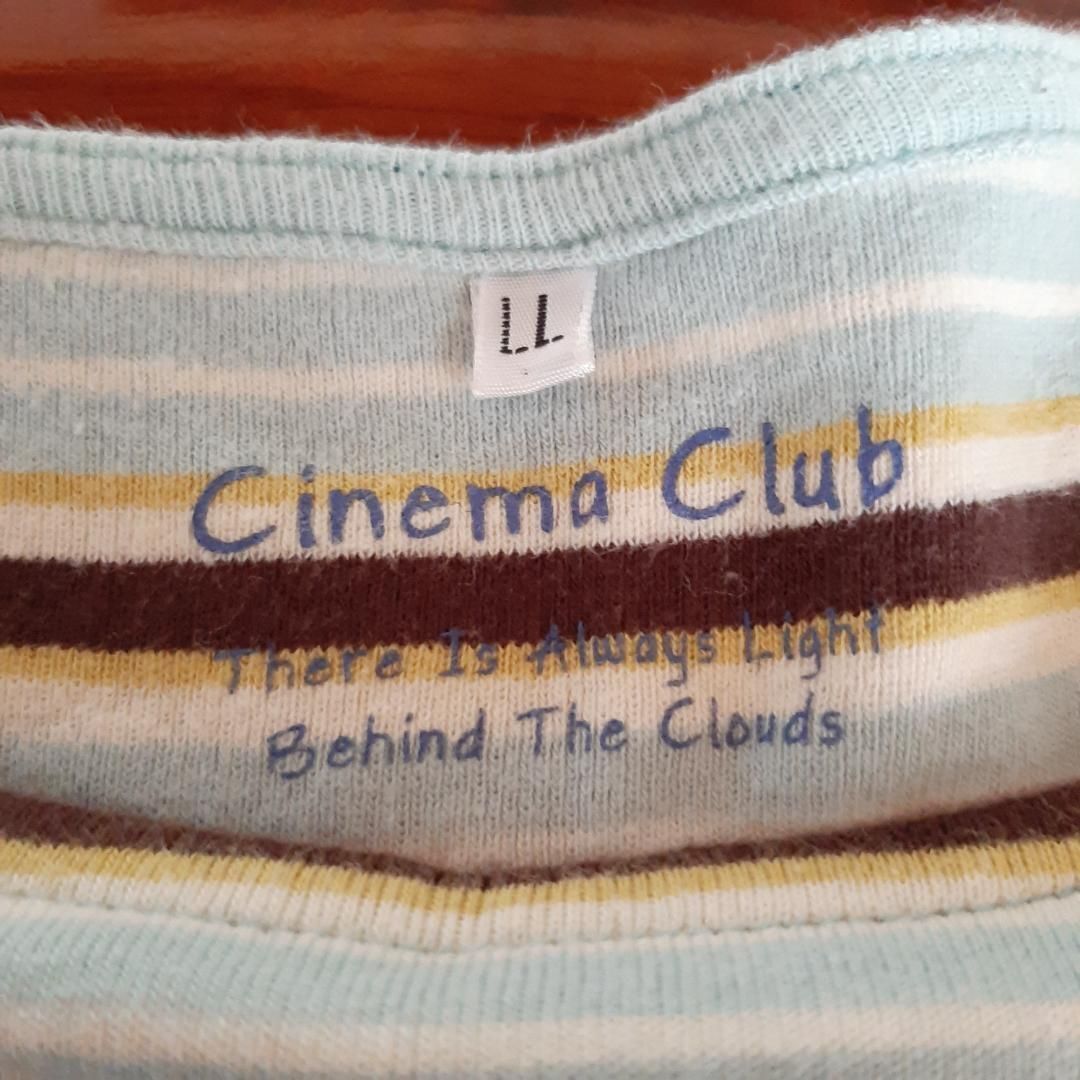 LL
Cinema Club
There Is Always Light
Behind The Clouds